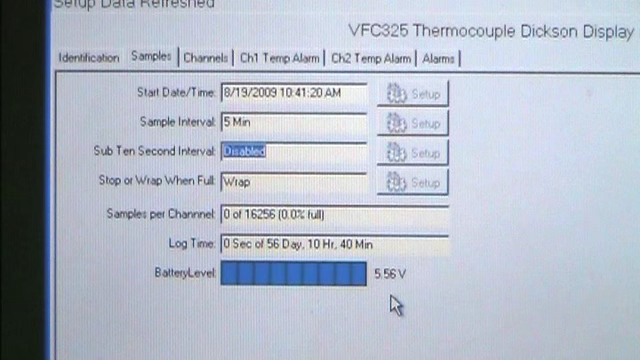 Setup Data Refreshed
VFC325 Thermocouple Dickson Display
Identification Samples Channels Ch1 Temp Alarm Ch2 Temp Alarm Alarms
Start Date/Time: 8/19/2009 10:41:20 AM Setup
Sample Interval: 5 Min Setup
Sub Ten Second Interval: Disabled Setup
Stop or Wrap When Full: Wrap Setup
Samples per Channnel: 0 of 16256 (0.0% full)
Log Time: 0 Sec of 56 Day, 10 Hr, 40 Min
BatteryLevel: 5.56 V